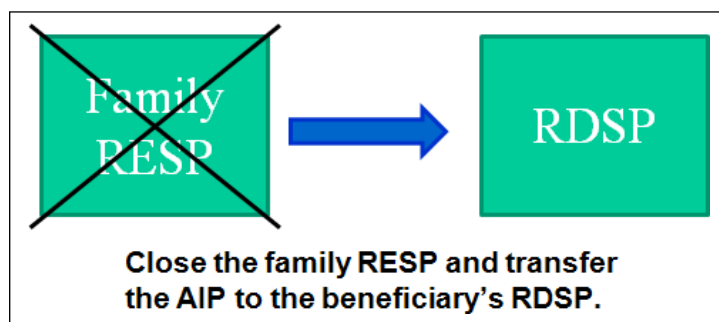 Family
RESP
RDSP
Close the family RESP and transfer
the AIP to the beneficiary's RDSP.